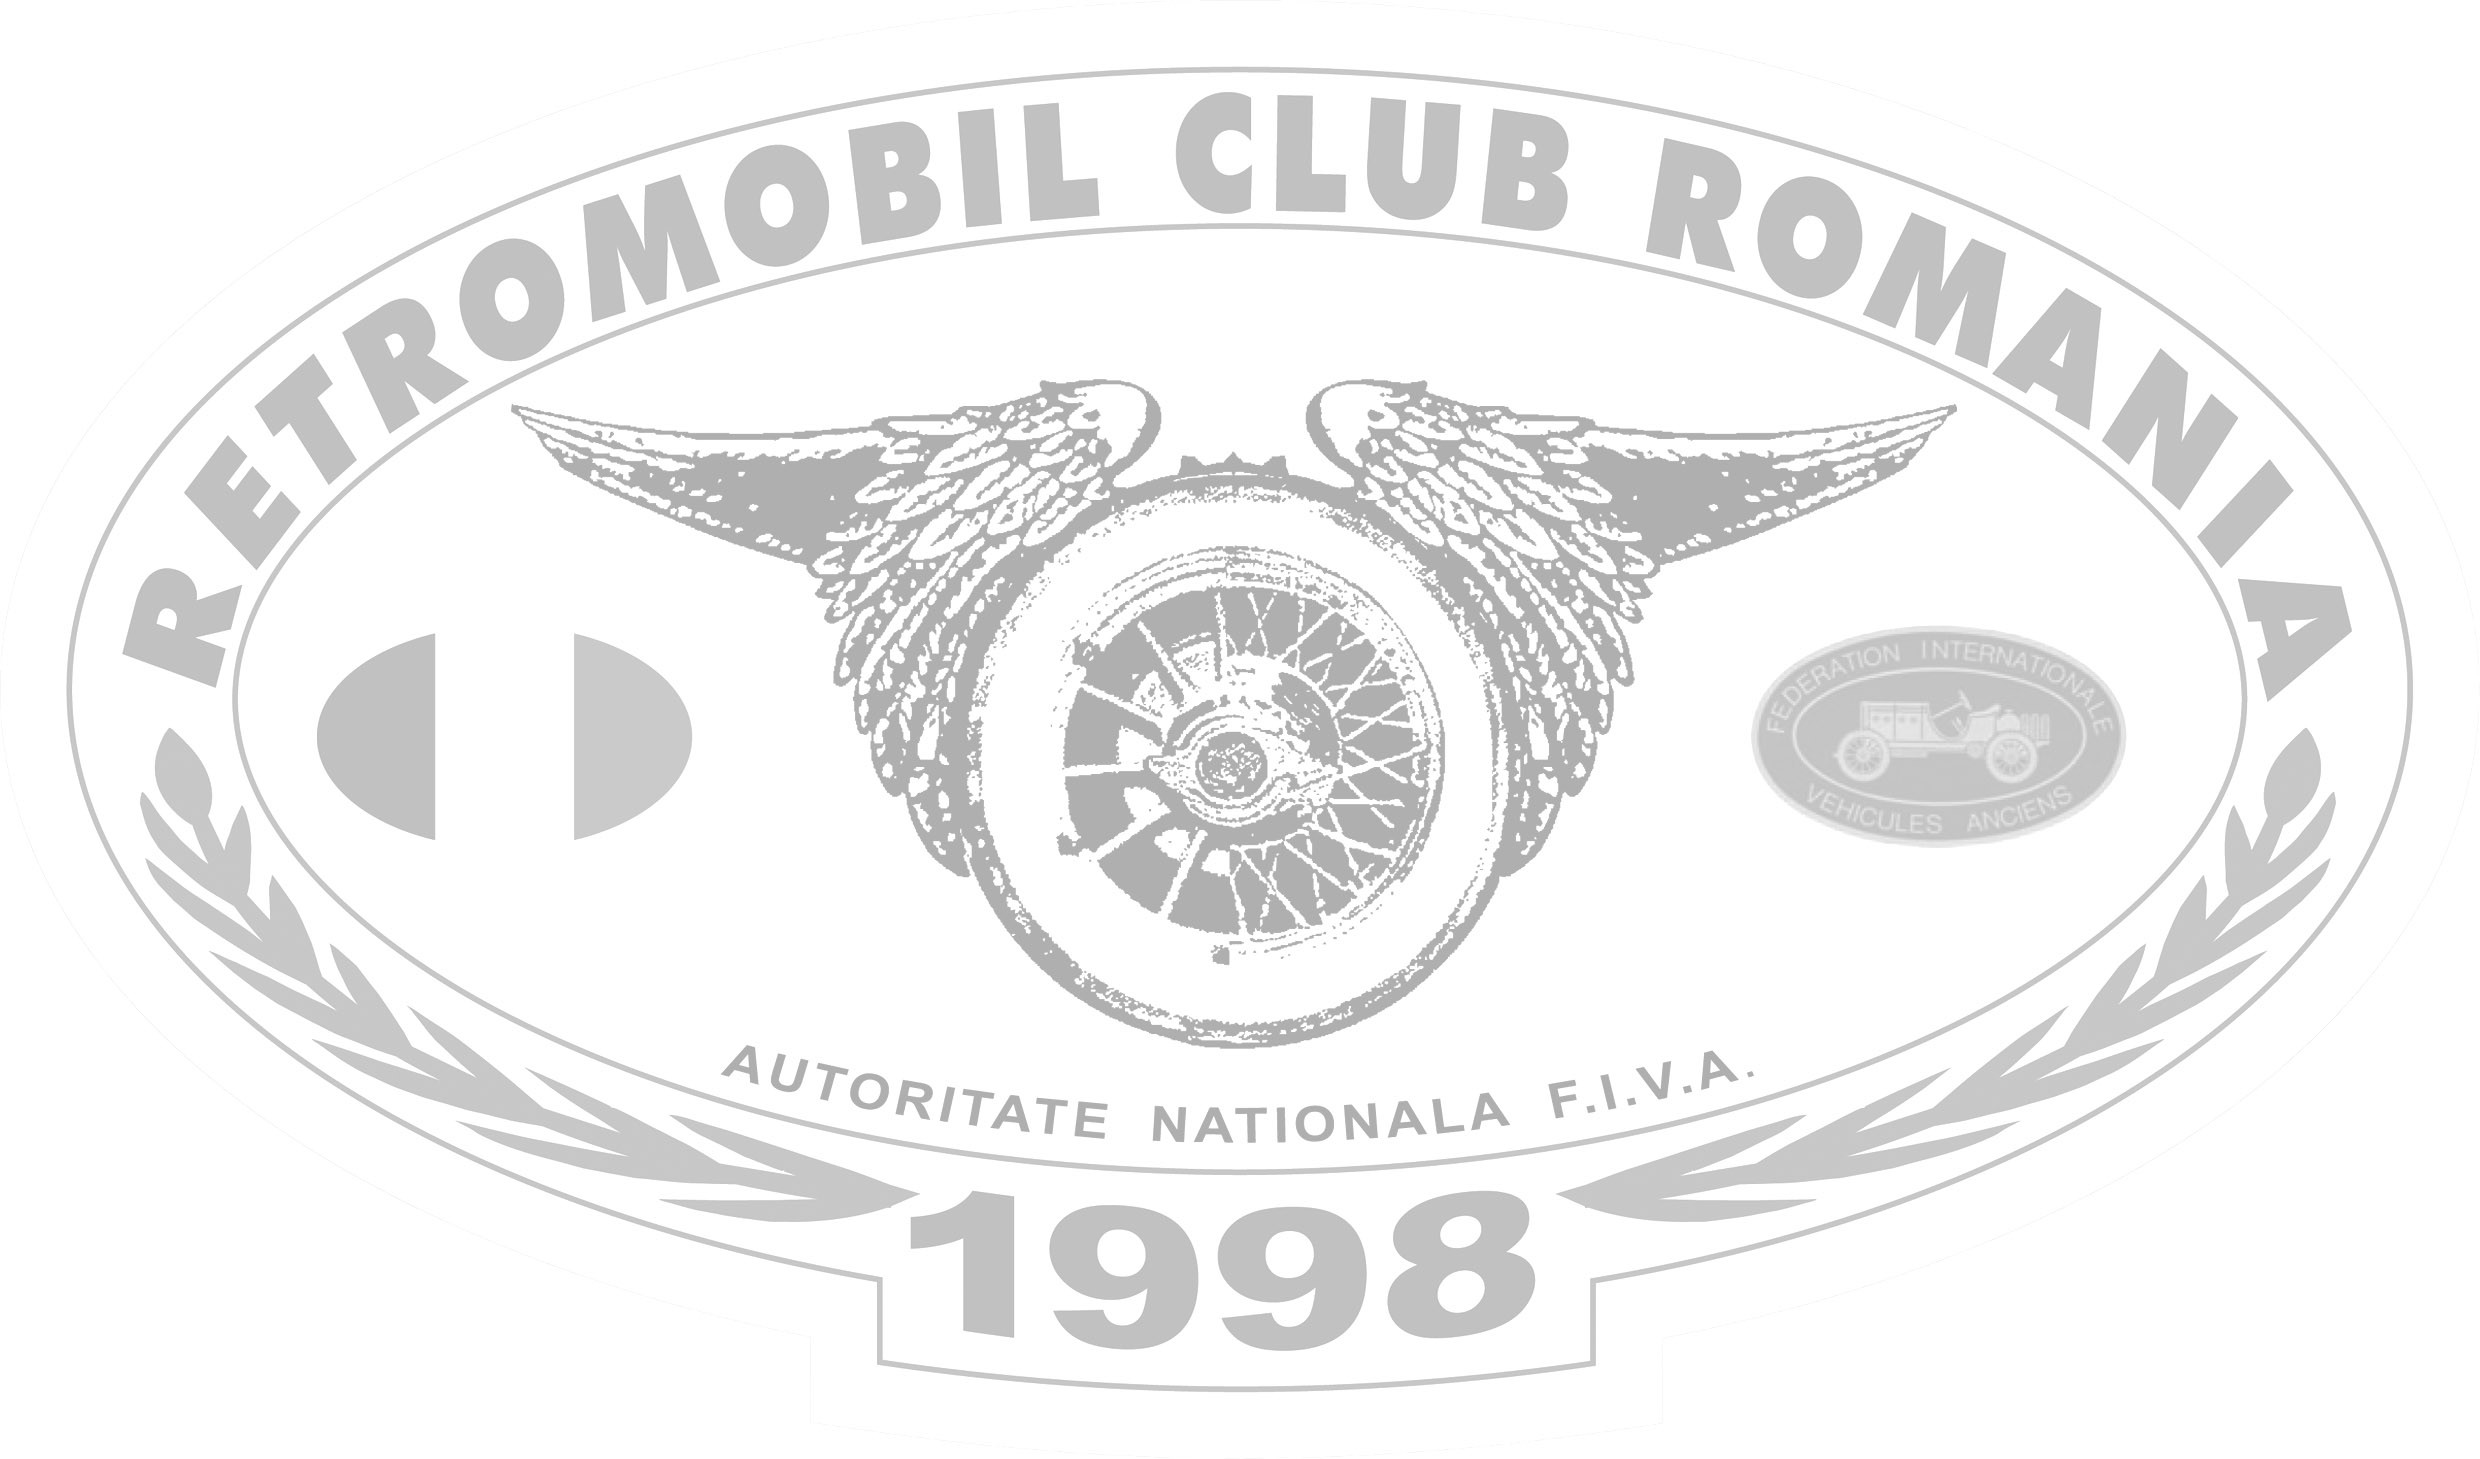 RETROMOBIL CLUB ROMANIA
FEDERATION INTERNATIONALE
VEHICULES ANCIENS
AUTORITATE NATIONALA F.I.V.A.
1998